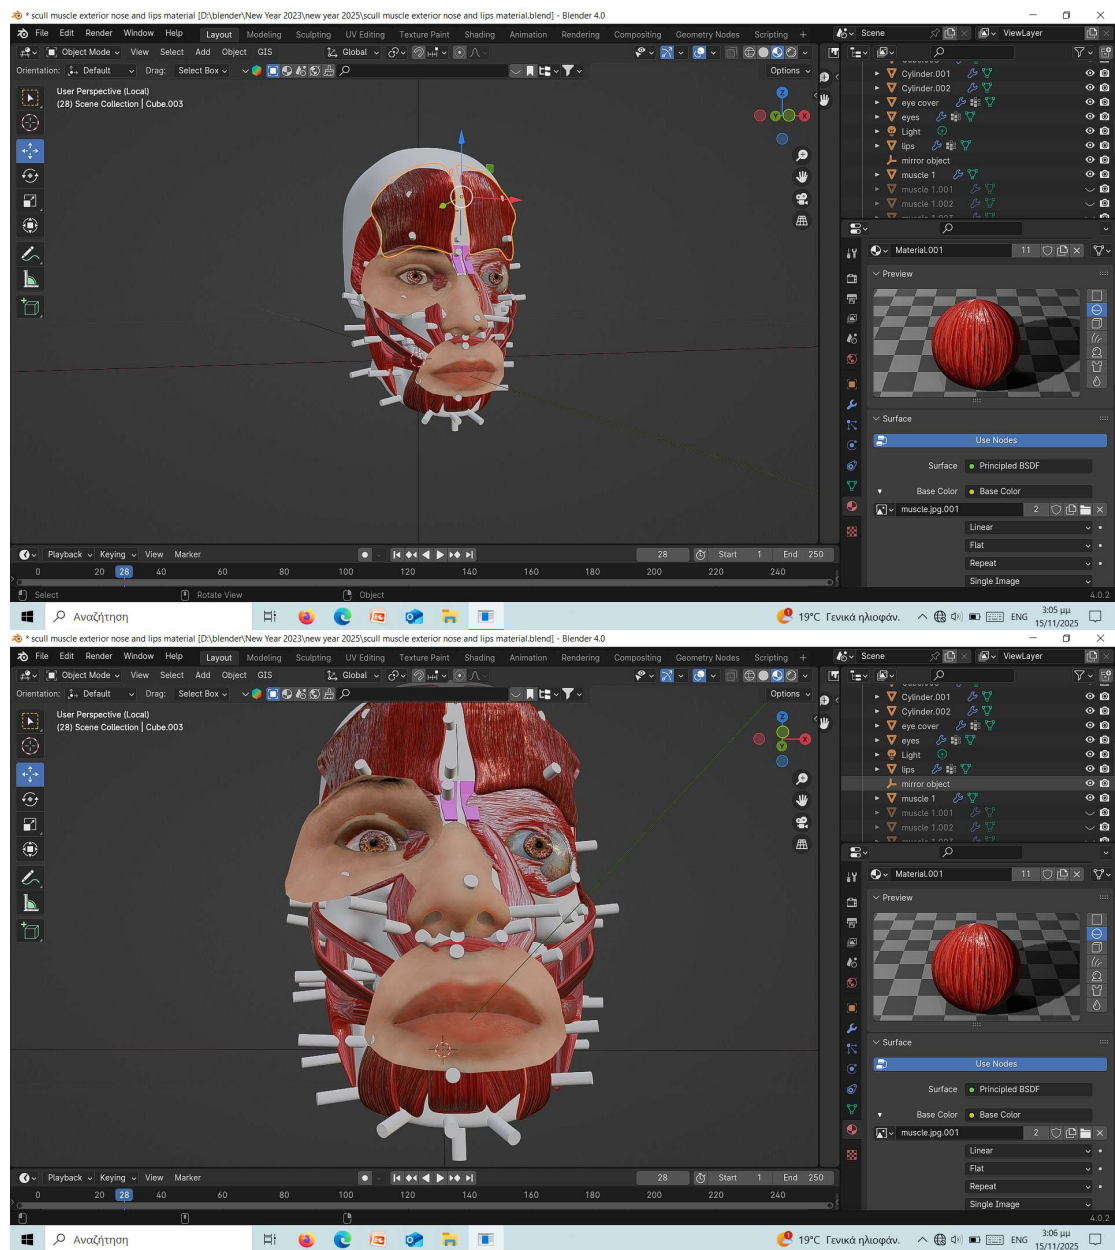 * scull muscle exterior nose and lips material [D:\blender\New Year 2023\new year 2025\scull muscle exterior nose and lips material.blend] - Blender 4.0
File Edit Render Window Help Layout Modeling Sculpting UV Editing Texture Paint Shading Animation Rendering Compositing Geometry Nodes Scripting + Scene ViewLayer
Object Mode View Select Add Object GIS Global
Orientation: Default Drag: Select Box Options
User Perspective (Local)
(28) Scene Collection | Cube.003
Z
Y
X
Cylinder.001
Cylinder.002
eye cover
eyes
Light
lips
mirror object
muscle 1
muscle 1.001
muscle 1.002
Material.001 11
Preview
Surface
Use Nodes
Surface Principled BSDF
Base Color Base Color
muscle.jpg.001 2
Linear
Flat
Repeat
Single Image
Playback Keying View Marker 28 Start 1 End 250
0 20 28 40 60 80 100 120 140 160 180 200 220 240
Select Rotate View Object 4.0.2
Αναζήτηση 19°C Γενικά ηλιοφάν. ENG 3:05 μμ
15/11/2025
* scull muscle exterior nose and lips material [D:\blender\New Year 2023\new year 2025\scull muscle exterior nose and lips material.blend] - Blender 4.0
File Edit Render Window Help Layout Modeling Sculpting UV Editing Texture Paint Shading Animation Rendering Compositing Geometry Nodes Scripting + Scene ViewLayer
Object Mode View Select Add Object GIS Global
Orientation: Default Drag: Select Box Options
User Perspective (Local)
(28) Scene Collection | Cube.003
Z
X
Y
Cylinder.001
Cylinder.002
eye cover
eyes
Light
lips
mirror object
muscle 1
muscle 1.001
muscle 1.002
Material.001 11
Preview
Surface
Use Nodes
Surface Principled BSDF
Base Color Base Color
muscle.jpg.001 2
Linear
Flat
Repeat
Single Image
Playback Keying View Marker 28 Start 1 End 250
0 20 28 40 60 80 100 120 140 160 180 200 220 240
4.0.2
Αναζήτηση 19°C Γενικά ηλιοφάν. ENG 3:06 μμ
15/11/2025